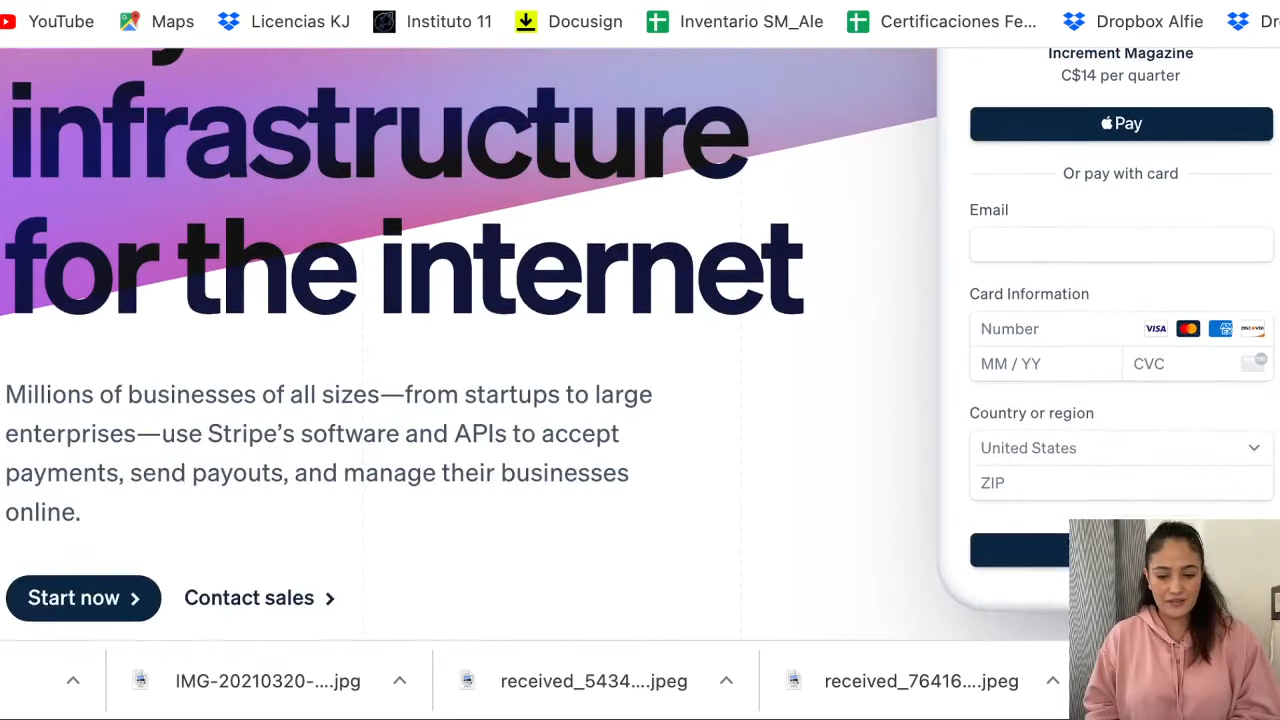 YouTube Maps Licencias KJ Instituto 11 Docusign Inventario SM_Ale Certificaciones Fe... Dropbox Alfie
infrastructure
for the internet
Millions of businesses of all sizes—from startups to large
enterprises—use Stripe's software and APIs to accept
payments, send payouts, and manage their businesses
online.
Start now Contact sales
Increment Magazine
C$14 per quarter
Pay
Or pay with card
Email
Card Information
Number VISA AMEX DISCOVER
MM / YY CVC
Country or region
United States
ZIP
IMG-20210320-....jpg received_5434....jpeg received_76416....jpeg